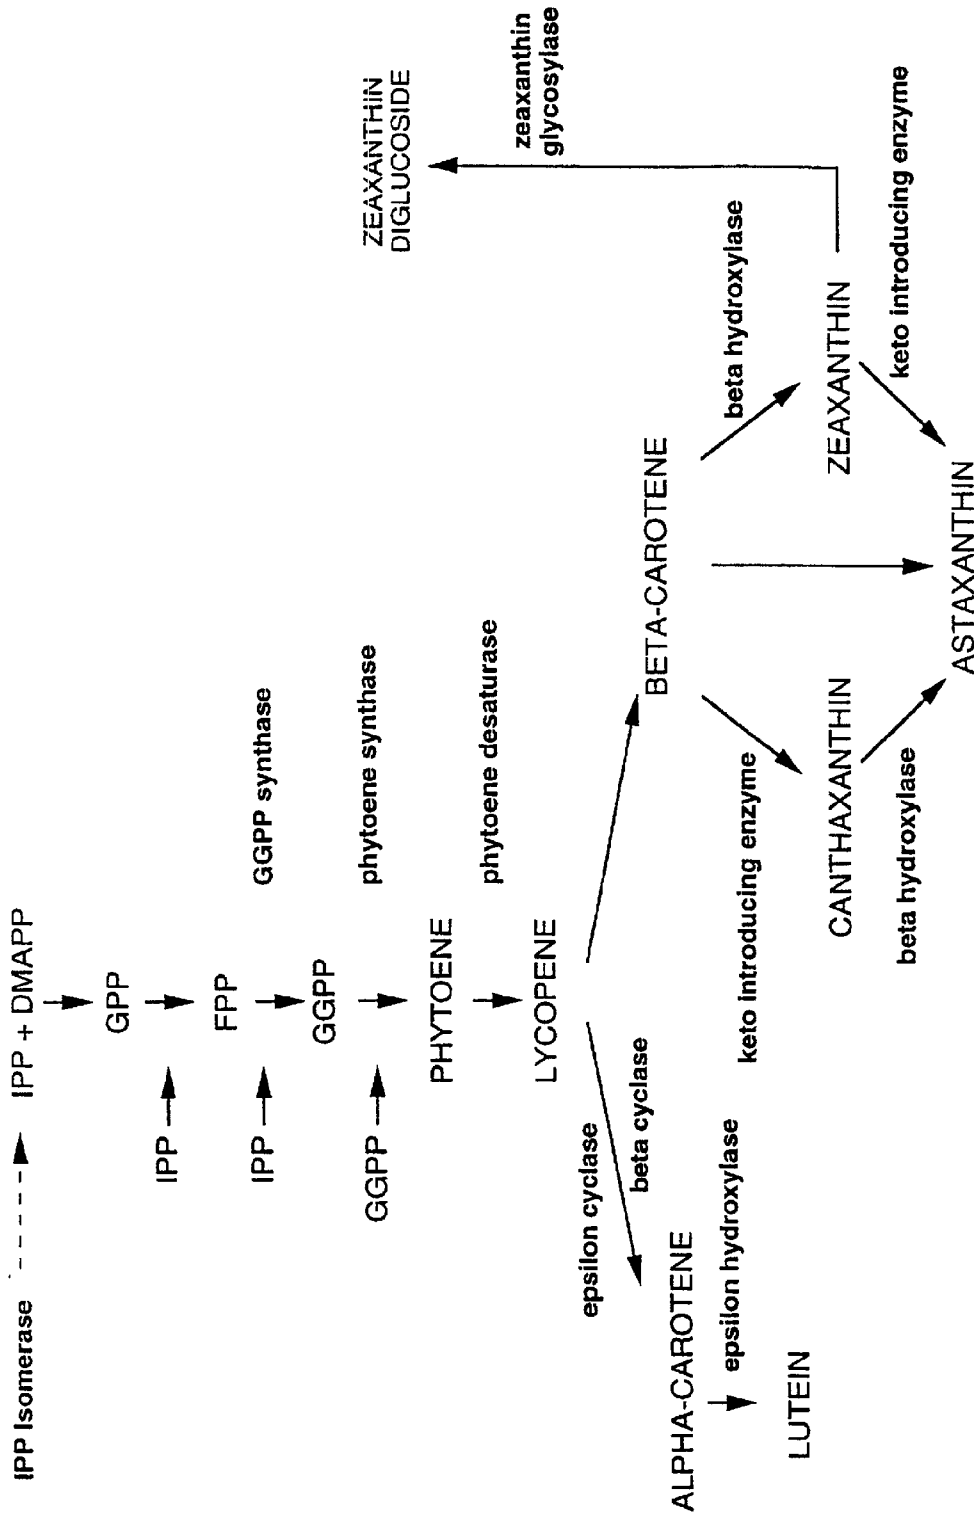 IPP Isomerase
IPP + DMAPP
GPP
IPP
FPP
IPP
GGPP synthase
GGPP
GGPP
phytoene synthase
PHYTOENE
phytoene desaturase
LYCOPENE
epsilon cyclase
beta cyclase
ALPHA-CAROTENE
epsilon hydroxylase
LUTEIN
BETA-CAROTENE
keto introducing enzyme
beta hydroxylase
CANTHAXANTHIN
ZEAXANTHIN
beta hydroxylase
keto introducing enzyme
ASTAXANTHIN
zeaxanthin
glycosylase
ZEAXANTHIN
DIGLUCOSIDE